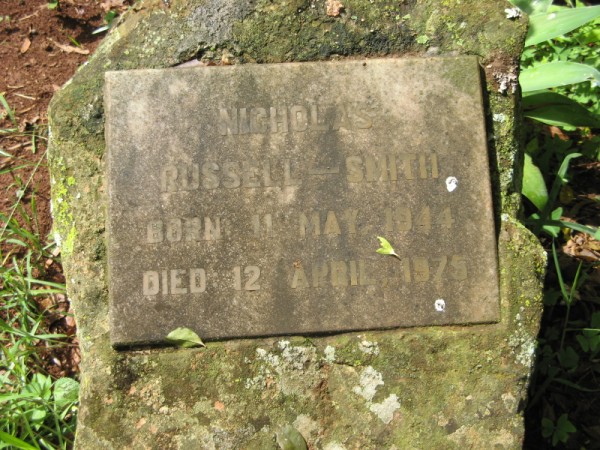 NICHOLAS
RUSSELL - SMITH
BORN 11 MAY 1944
DIED 12 APRIL, 1975